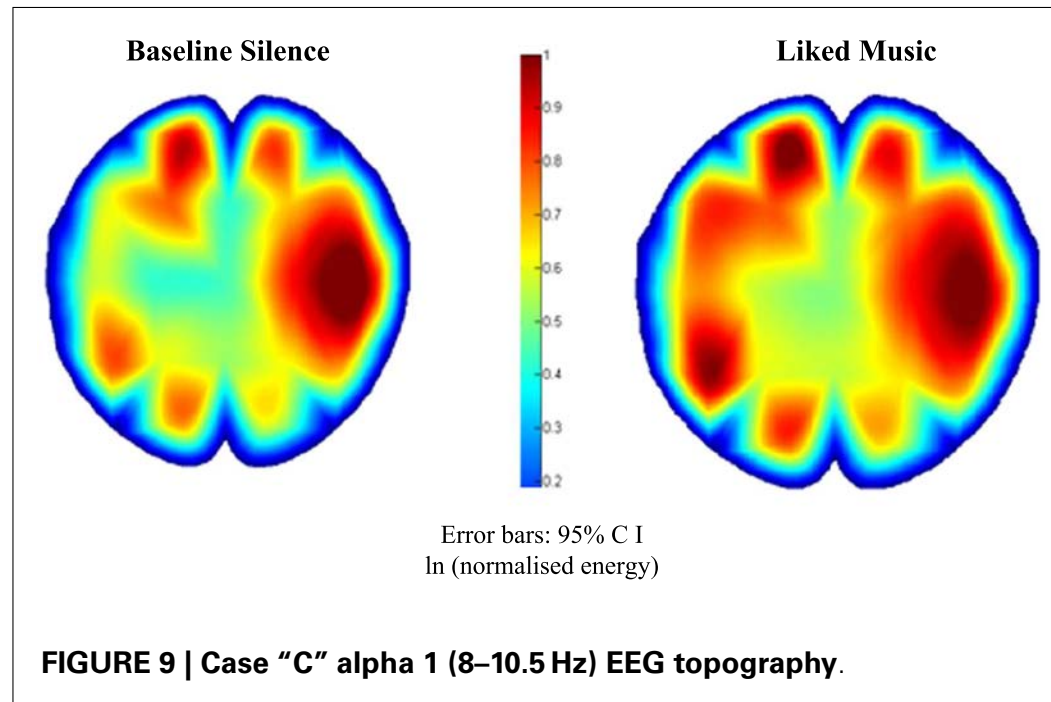 Baseline Silence
Liked Music
1
0.9
0.8
0.7
0.6
0.5
0.4
0.3
0.2
Error bars: 95% C I
ln (normalised energy)
FIGURE 9 | Case “C” alpha 1 (8–10.5 Hz) EEG topography.